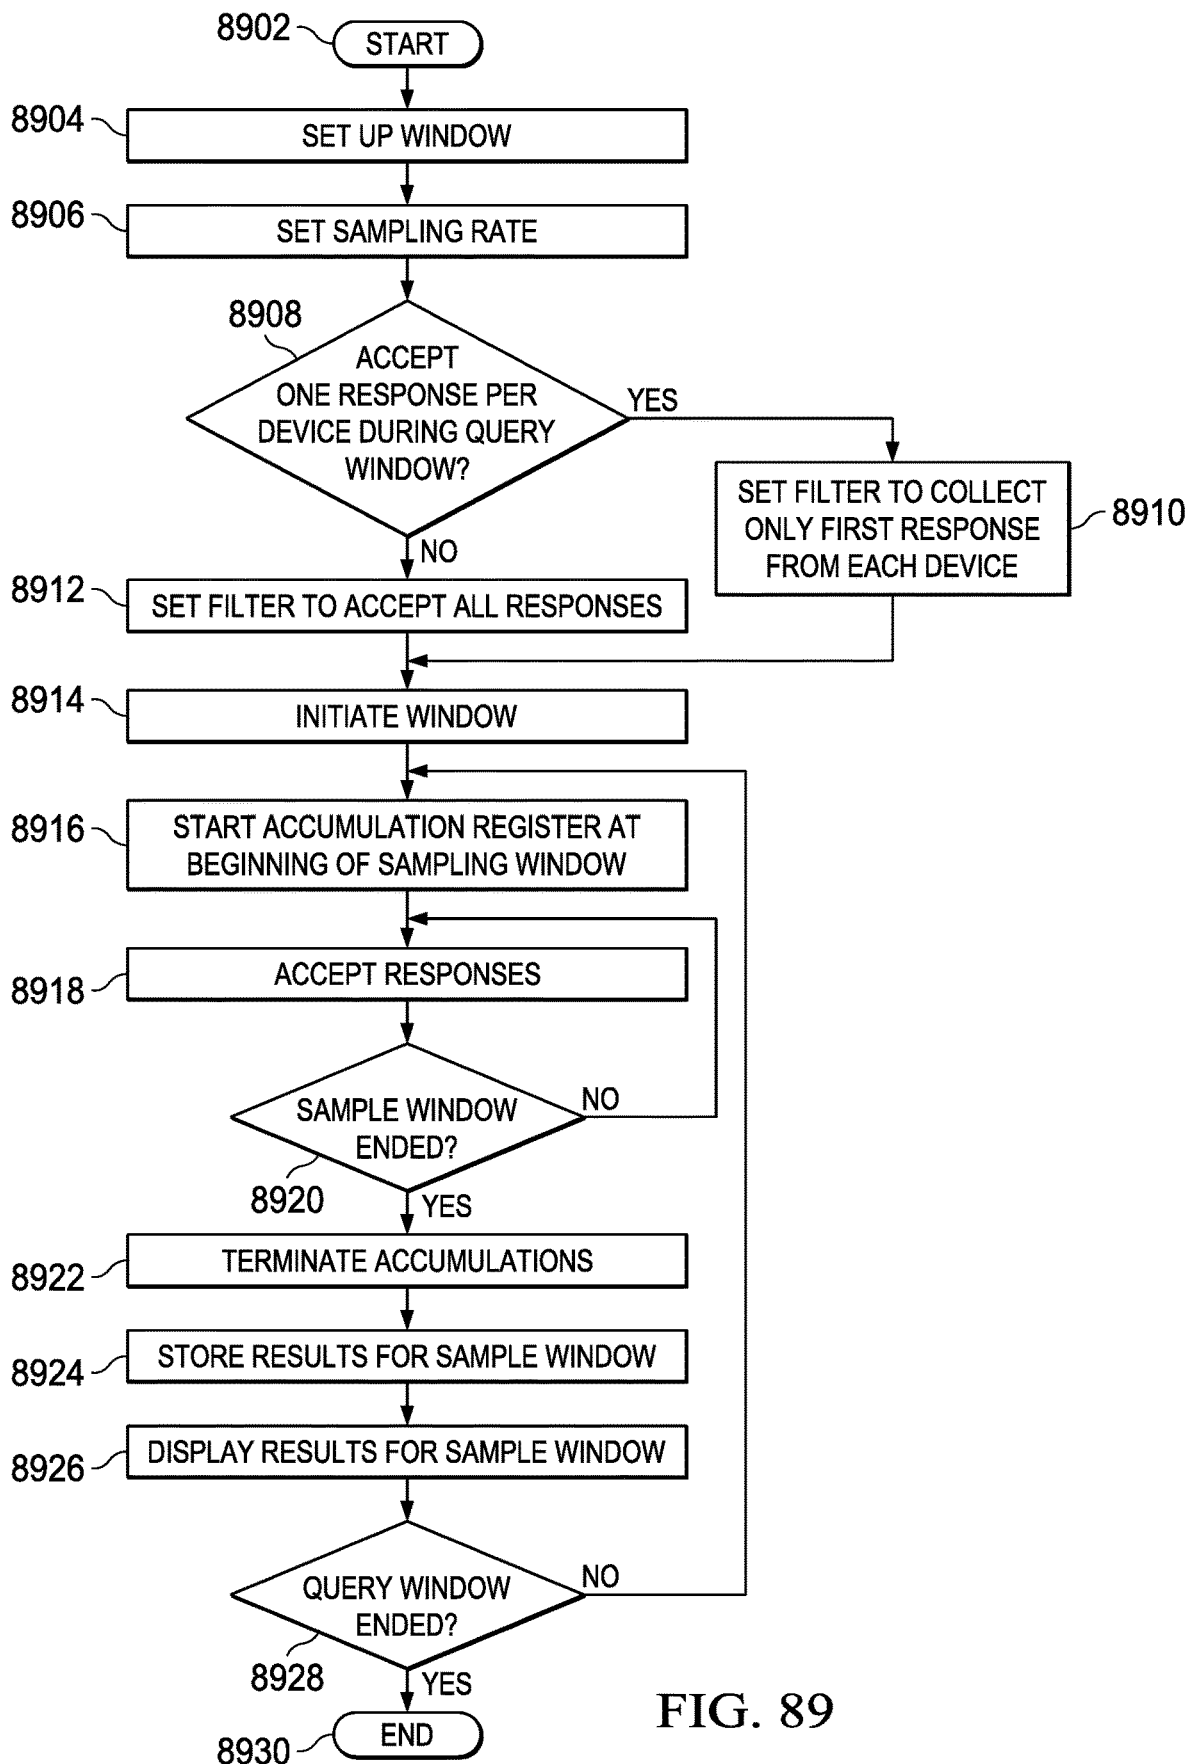 8902
START
8904
SET UP WINDOW
8906
SET SAMPLING RATE
8908
ACCEPT
ONE RESPONSE PER
DEVICE DURING QUERY
WINDOW?
YES
SET FILTER TO COLLECT
ONLY FIRST RESPONSE
FROM EACH DEVICE
8910
NO
8912
SET FILTER TO ACCEPT ALL RESPONSES
8914
INITIATE WINDOW
8916
START ACCUMULATION REGISTER AT
BEGINNING OF SAMPLING WINDOW
8918
ACCEPT RESPONSES
SAMPLE WINDOW
ENDED?
NO
8920
YES
8922
TERMINATE ACCUMULATIONS
8924
STORE RESULTS FOR SAMPLE WINDOW
8926
DISPLAY RESULTS FOR SAMPLE WINDOW
QUERY WINDOW
ENDED?
NO
8928
YES
8930
END
FIG. 89